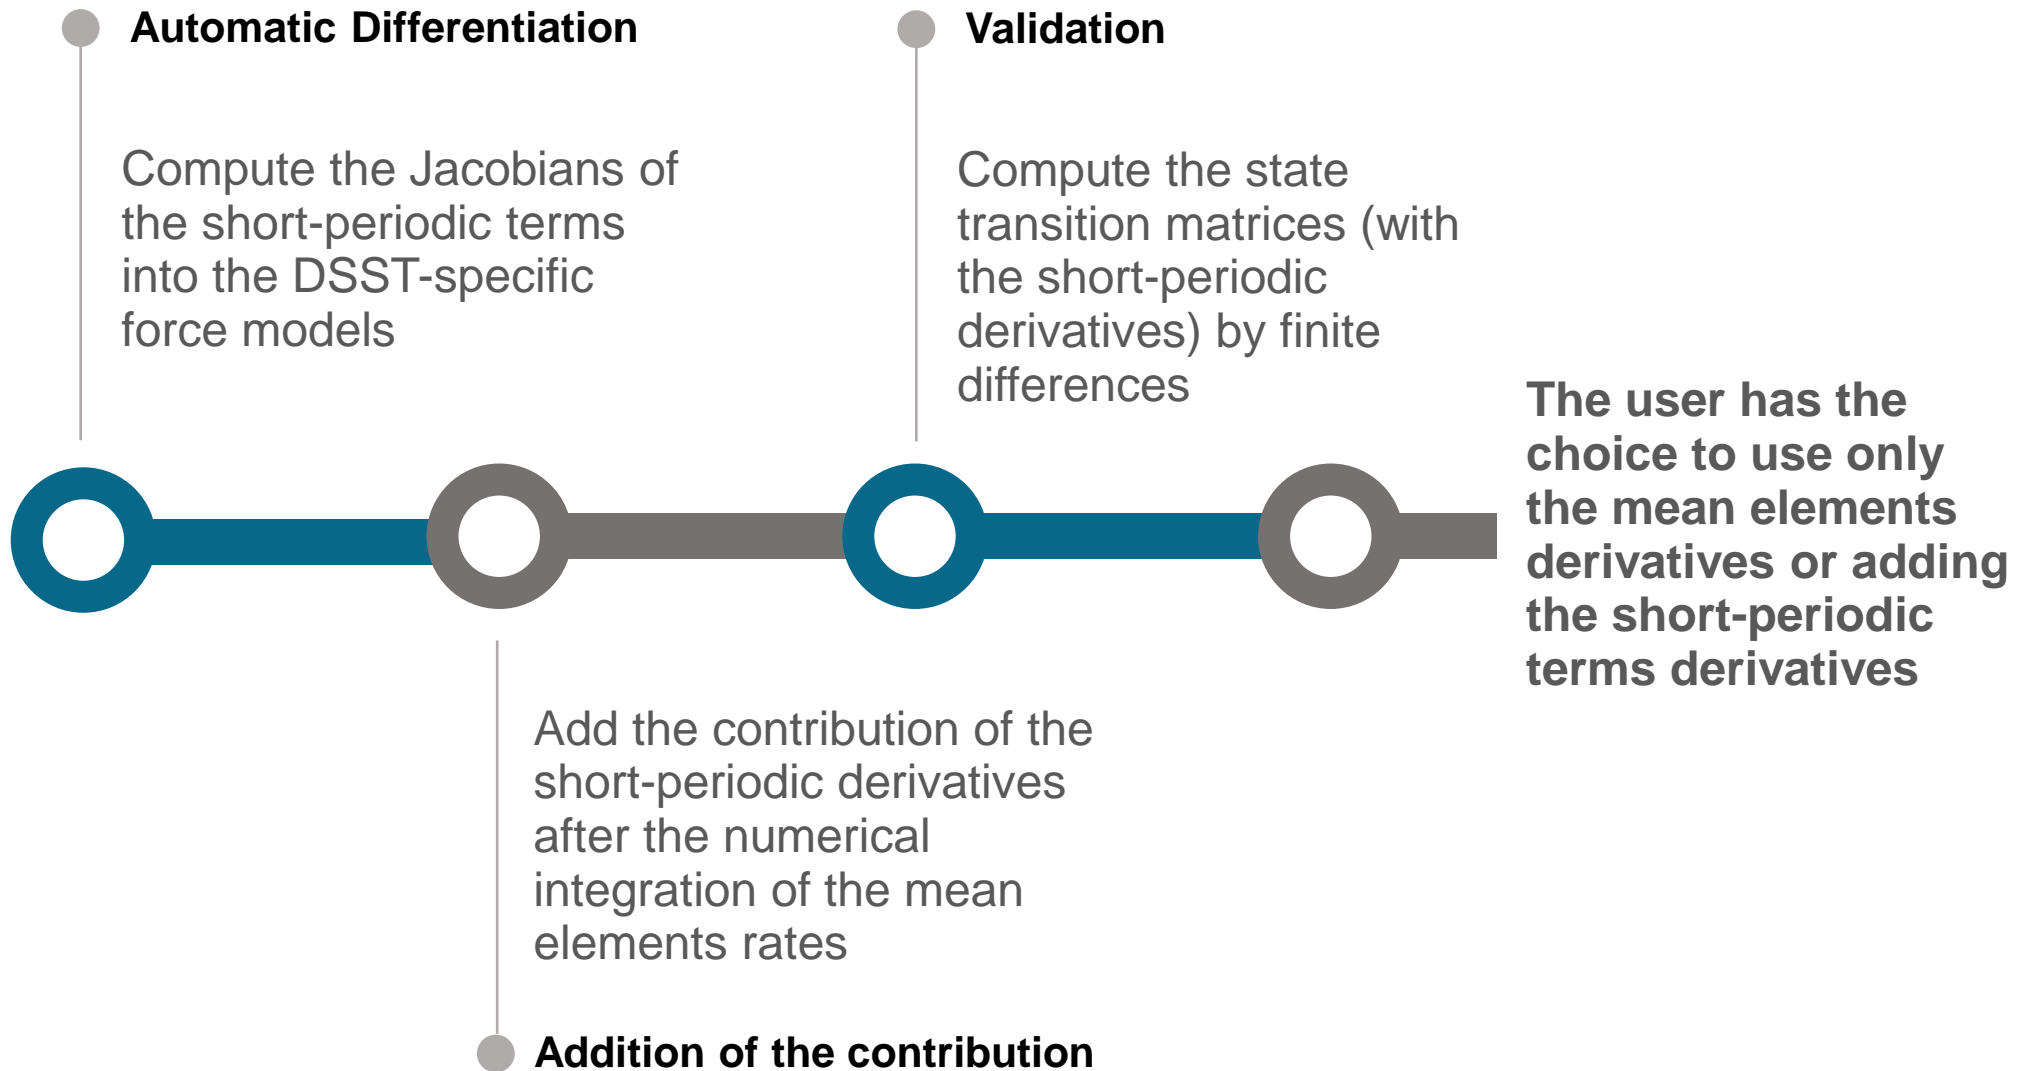 Automatic Differentiation
Compute the Jacobians of
the short-periodic terms
into the DSST-specific
force models
Validation
Compute the state
transition matrices (with
the short-periodic
derivatives) by finite
differences
The user has the
choice to use only
the mean elements
derivatives or adding
the short-periodic
terms derivatives
Add the contribution of the
short-periodic derivatives
after the numerical
integration of the mean
elements rates
Addition of the contribution